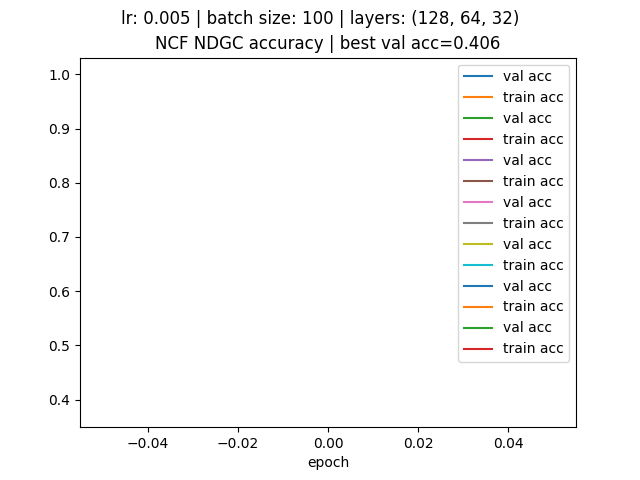 lr: 0.005 | batch size: 100 | layers: (128, 64, 32)
NCF NDGC accuracy | best val acc=0.406
1.0
0.9
0.8
0.7
0.6
0.5
0.4
val acc
train acc
val acc
train acc
val acc
train acc
val acc
train acc
val acc
train acc
val acc
train acc
val acc
train acc
−0.04 −0.02 0.00 0.02 0.04
epoch